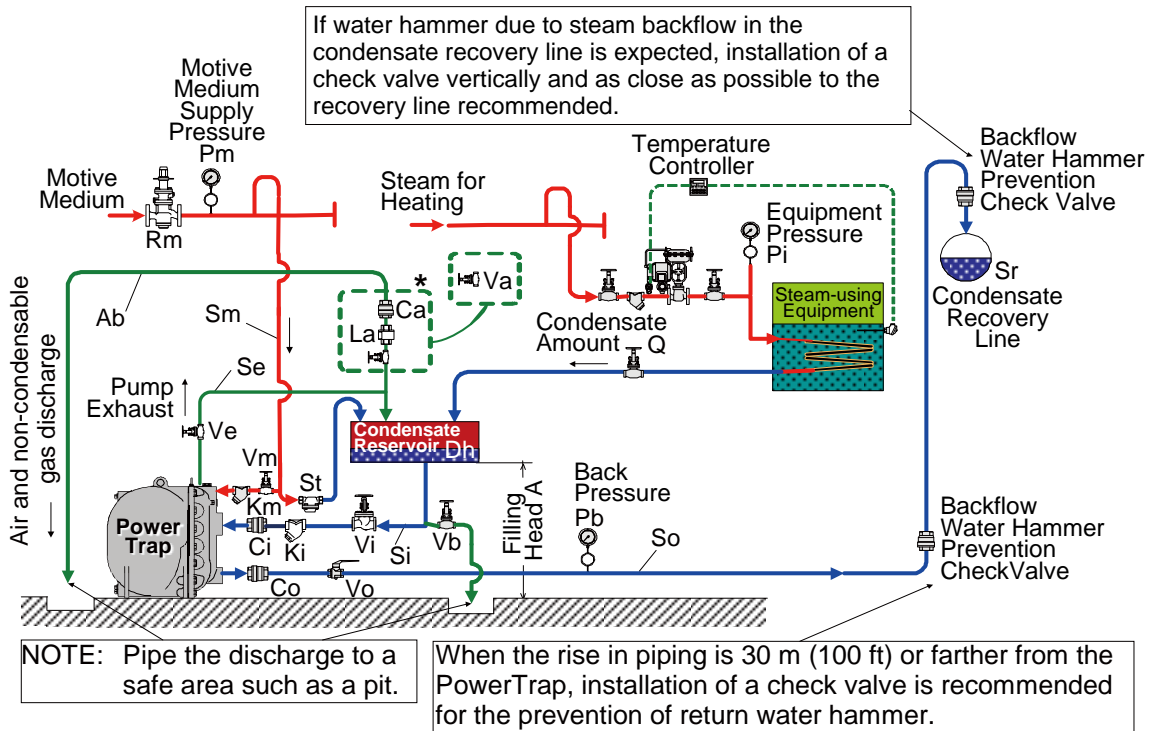 If water hammer due to steam backflow in the
condensate recovery line is expected, installation of a
check valve vertically and as close as possible to the
recovery line recommended.
Motive
Medium
Supply
Pressure
Pm
Motive
Medium
Rm
Steam for
Heating
Temperature
Controller
Equipment
Pressure
Pi
Backflow
Water Hammer
Prevention
Check Valve
Sr
Condensate
Recovery
Line
Steam-using
Equipment
*
Va
Ca
La
Ab
Sm
Condensate
Amount Q
Air and non-condensable
gas discharge
Se
Pump
Exhaust
Ve
Condensate
Reservoir
Dh
Vm
Km
St
Power
Trap
Ci
Ki
Vi
Si
Vb
Filling
Head A
Back
Pressure
Pb
So
Co
Vo
Backflow
Water Hammer
Prevention
CheckValve
NOTE: Pipe the discharge to a
safe area such as a pit.
When the rise in piping is 30 m (100 ft) or farther from the
PowerTrap, installation of a check valve is recommended
for the prevention of return water hammer.